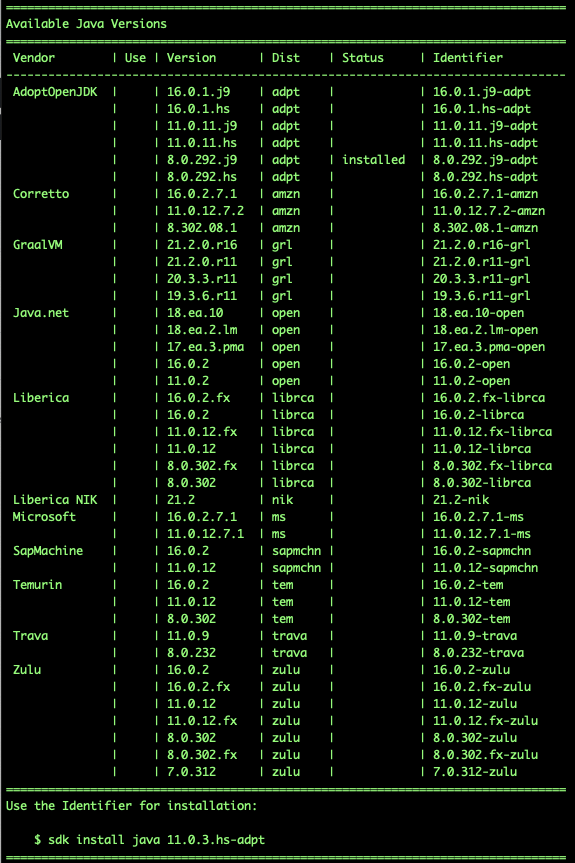 ================================================================================
Available Java Versions
================================================================================
 Vendor        | Use | Version      | Dist    | Status     | Identifier
--------------------------------------------------------------------------------
 AdoptOpenJDK  |     | 16.0.1.j9    | adpt    |            | 16.0.1.j9-adpt
               |     | 16.0.1.hs    | adpt    |            | 16.0.1.hs-adpt
               |     | 11.0.11.j9   | adpt    |            | 11.0.11.j9-adpt
               |     | 11.0.11.hs   | adpt    |            | 11.0.11.hs-adpt
               |     | 8.0.292.j9   | adpt    | installed  | 8.0.292.j9-adpt
               |     | 8.0.292.hs   | adpt    |            | 8.0.292.hs-adpt
 Corretto      |     | 16.0.2.7.1   | amzn    |            | 16.0.2.7.1-amzn
               |     | 11.0.12.7.2  | amzn    |            | 11.0.12.7.2-amzn
               |     | 8.302.08.1   | amzn    |            | 8.302.08.1-amzn
 GraalVM       |     | 21.2.0.r16   | grl     |            | 21.2.0.r16-grl
               |     | 21.2.0.r11   | grl     |            | 21.2.0.r11-grl
               |     | 20.3.3.r11   | grl     |            | 20.3.3.r11-grl
               |     | 19.3.6.r11   | grl     |            | 19.3.6.r11-grl
 Java.net      |     | 18.ea.10     | open    |            | 18.ea.10-open
               |     | 18.ea.2.lm   | open    |            | 18.ea.2.lm-open
               |     | 17.ea.3.pma  | open    |            | 17.ea.3.pma-open
               |     | 16.0.2       | open    |            | 16.0.2-open
               |     | 11.0.2       | open    |            | 11.0.2-open
 Liberica      |     | 16.0.2.fx    | librca  |            | 16.0.2.fx-librca
               |     | 16.0.2       | librca  |            | 16.0.2-librca
               |     | 11.0.12.fx   | librca  |            | 11.0.12.fx-librca
               |     | 11.0.12      | librca  |            | 11.0.12-librca
               |     | 8.0.302.fx   | librca  |            | 8.0.302.fx-librca
               |     | 8.0.302      | librca  |            | 8.0.302-librca
 Liberica NIK  |     | 21.2         | nik     |            | 21.2-nik
 Microsoft     |     | 16.0.2.7.1   | ms      |            | 16.0.2.7.1-ms
               |     | 11.0.12.7.1  | ms      |            | 11.0.12.7.1-ms
 SapMachine    |     | 16.0.2       | sapmchn |            | 16.0.2-sapmchn
               |     | 11.0.12      | sapmchn |            | 11.0.12-sapmchn
 Temurin       |     | 16.0.2       | tem     |            | 16.0.2-tem
               |     | 11.0.12      | tem     |            | 11.0.12-tem
               |     | 8.0.302      | tem     |            | 8.0.302-tem
 Trava         |     | 11.0.9       | trava   |            | 11.0.9-trava
               |     | 8.0.232      | trava   |            | 8.0.232-trava
 Zulu          |     | 16.0.2       | zulu    |            | 16.0.2-zulu
               |     | 16.0.2.fx    | zulu    |            | 16.0.2.fx-zulu
               |     | 11.0.12      | zulu    |            | 11.0.12-zulu
               |     | 11.0.12.fx   | zulu    |            | 11.0.12.fx-zulu
               |     | 8.0.302      | zulu    |            | 8.0.302-zulu
               |     | 8.0.302.fx   | zulu    |            | 8.0.302.fx-zulu
               |     | 7.0.312      | zulu    |            | 7.0.312-zulu
================================================================================
Use the Identifier for installation:
    $ sdk install java 11.0.3.hs-adpt
================================================================================